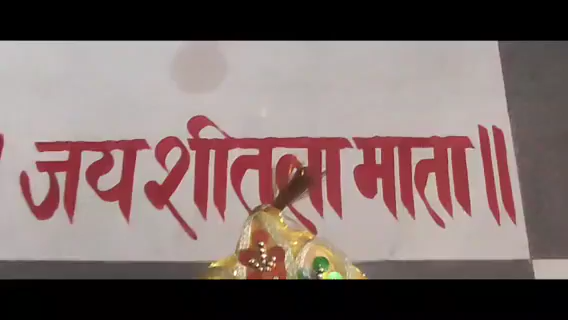 । जय शीतला माता ॥